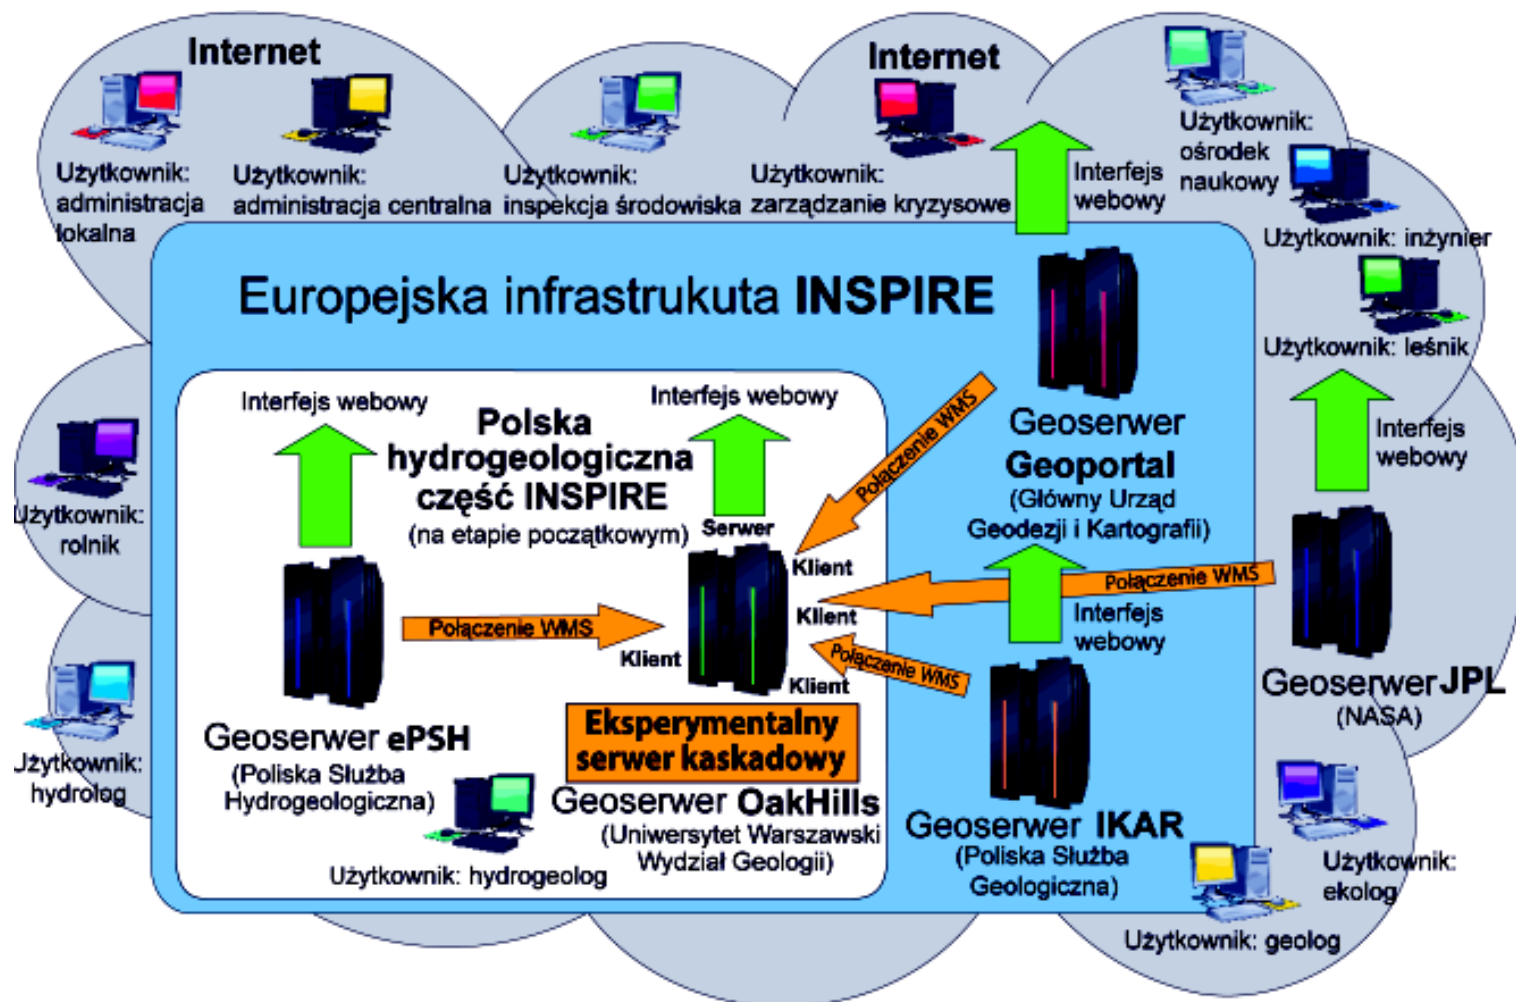 Internet
Internet
Użytkownik:
administracja
lokalna
Użytkownik:
administracja centralna
Użytkownik:
inspekcja środowiska
Użytkownik:
zarządzanie kryzysowe
Interfejs
webowy
Użytkownik:
ośrodek
naukowy
Użytkownik: inżynier
Użytkownik: leśnik
Europejska infrastrukuta INSPIRE
Interfejs webowy
Interfejs webowy
Polska
hydrogeologiczna
część INSPIRE
(na etapie początkowym)
Serwer
Połączenie WMS
Geoserwer
Geoportal
(Główny Urząd
Geodezji i Kartografii)
Interfejs
webowy
Użytkownik:
rolnik
Klient
Klient
Klient
Klient
Połączenie WMS
Połączenie WMS
Połączenie WMS
Interfejs
webowy
Geoserwer JPL
(NASA)
Geoserwer ePSH
(Poliska Służba
Hydrogeologiczna)
Eksperymentalny
serwer kaskadowy
Geoserwer OakHills
(Uniwersytet Warszawski
Wydział Geologii)
Geoserwer IKAR
(Poliska Służba
Geologiczna)
Użytkownik:
hydrolog
Użytkownik: hydrogeolog
Użytkownik:
ekolog
Użytkownik: geolog